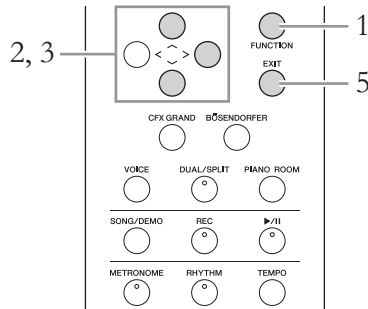 1
FUNCTION
2, 3
EXIT
5
CFX GRAND BÖSENDORFER
VOICE DUAL/SPLIT PIANO ROOM
SONG/DEMO REC ▶/II
METRONOME RHYTHM TEMPO